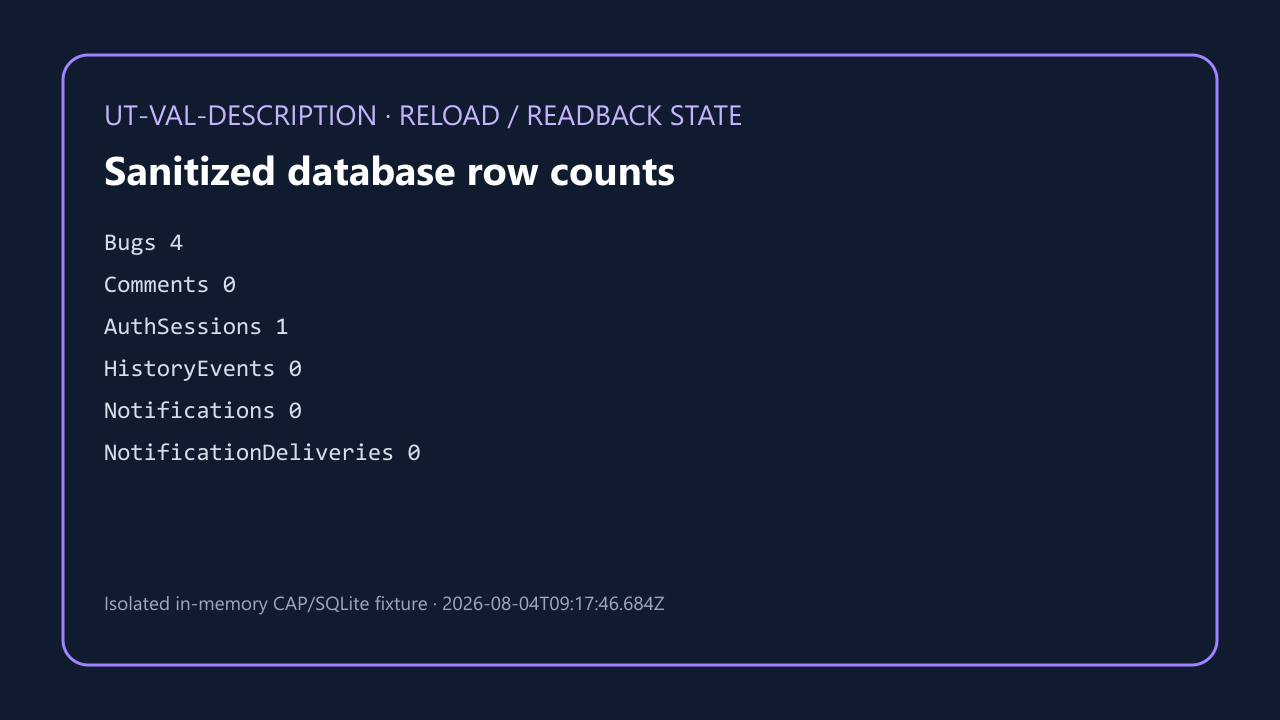 UT-VAL-DESCRIPTION · RELOAD / READBACK STATE
Sanitized database row counts
Bugs 4
Comments 0
AuthSessions 1
HistoryEvents 0
Notifications 0
NotificationDeliveries 0
Isolated in-memory CAP/SQLite fixture · 2026-08-04T09:17:46.684Z